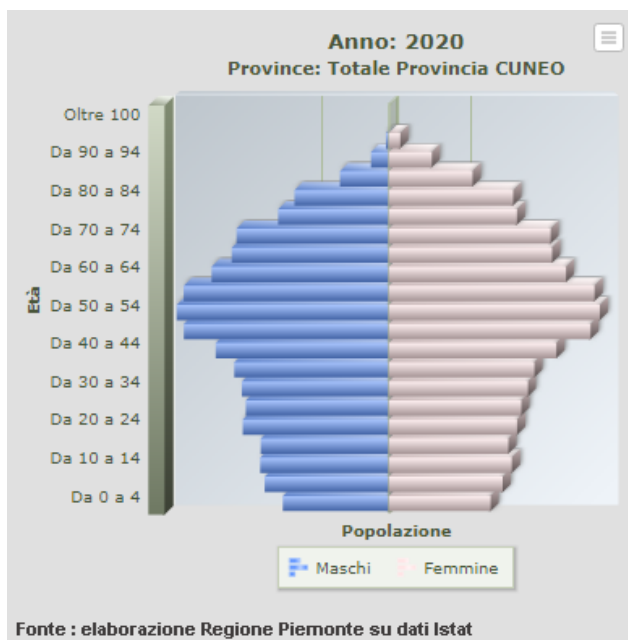 Anno: 2020
Province: Totale Provincia CUNEO
Oltre 100
Da 90 a 94
Da 80 a 84
Da 70 a 74
Da 60 a 64
Da 50 a 54
Da 40 a 44
Da 30 a 34
Da 20 a 24
Da 10 a 14
Da 0 a 4
Età
Popolazione
Maschi Femmine
Fonte : elaborazione Regione Piemonte su dati Istat